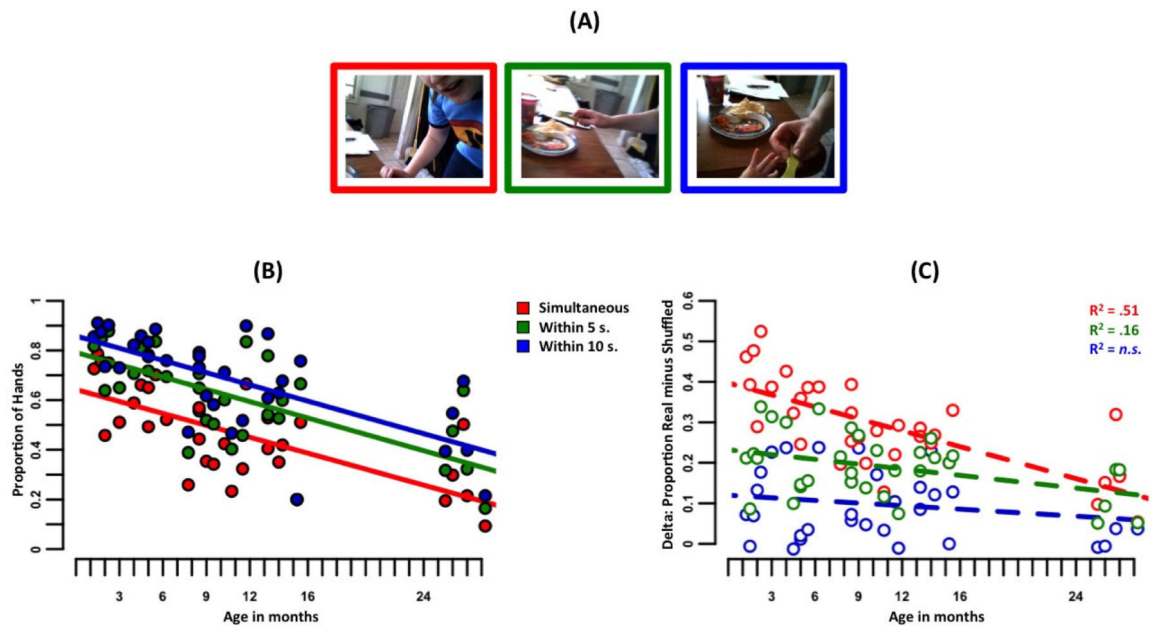 (A)
(B)
Proportion of Hands
1
0.8
0.6
0.4
0.2
0
3 6 9 12 24
Age in months
Simultaneous
Within 5 s.
Within 10 s.
(C)
Delta: Proportion Real minus Shuffled
0.6
0.5
0.4
0.3
0.2
0.1
0
R² = .51
R² = .16
R² = n.s.
3 6 9 12 16 24
Age in months